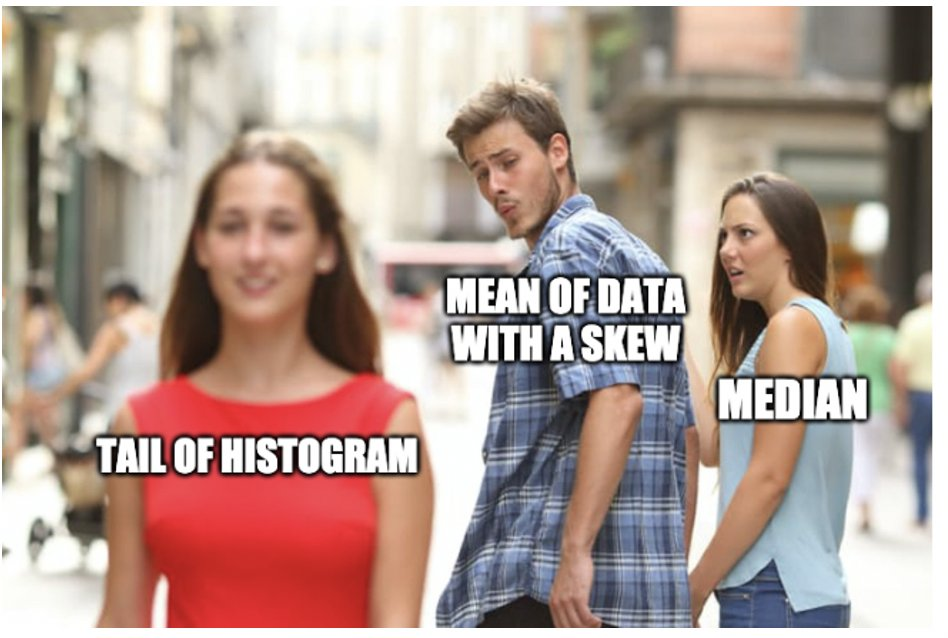 TAIL OF HISTOGRAM
MEAN OF DATA
WITH A SKEW
MEDIAN